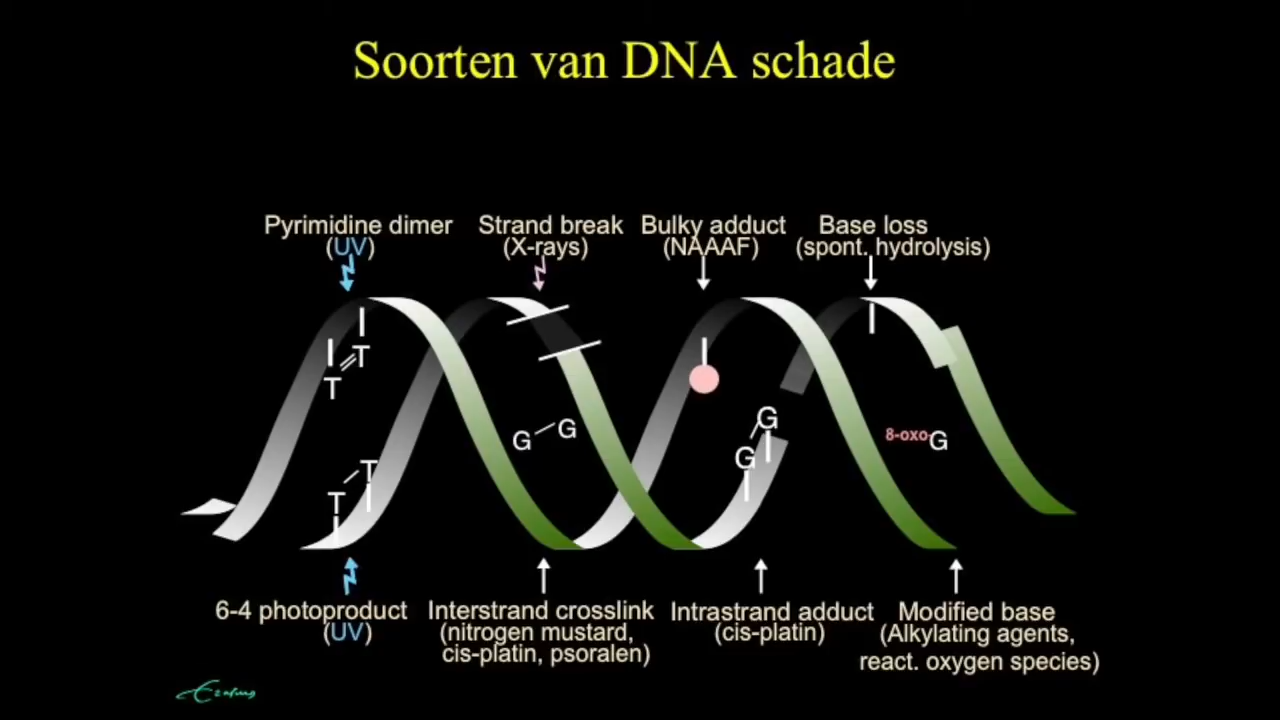 Soorten van DNA schade
Pyrimidine dimer
(UV)
Strand break
(X-rays)
Bulky adduct
(NAAAF)
Base loss
(spont. hydrolysis)
T
T
T
T
G
G
G
G
8-oxo
G
6-4 photoproduct
(UV)
Interstrand crosslink
(nitrogen mustard,
cis-platin, psoralen)
Intrastrand adduct
(cis-platin)
Modified base
(Alkylating agents,
react. oxygen species)
Erasmus